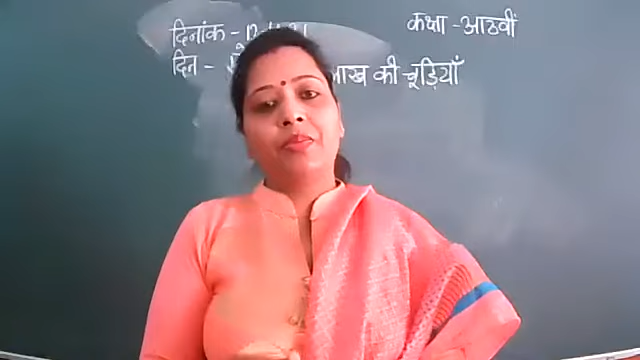 दिनांक - कक्षा - आठवीं
दिन - लाख की चूड़ियाँ